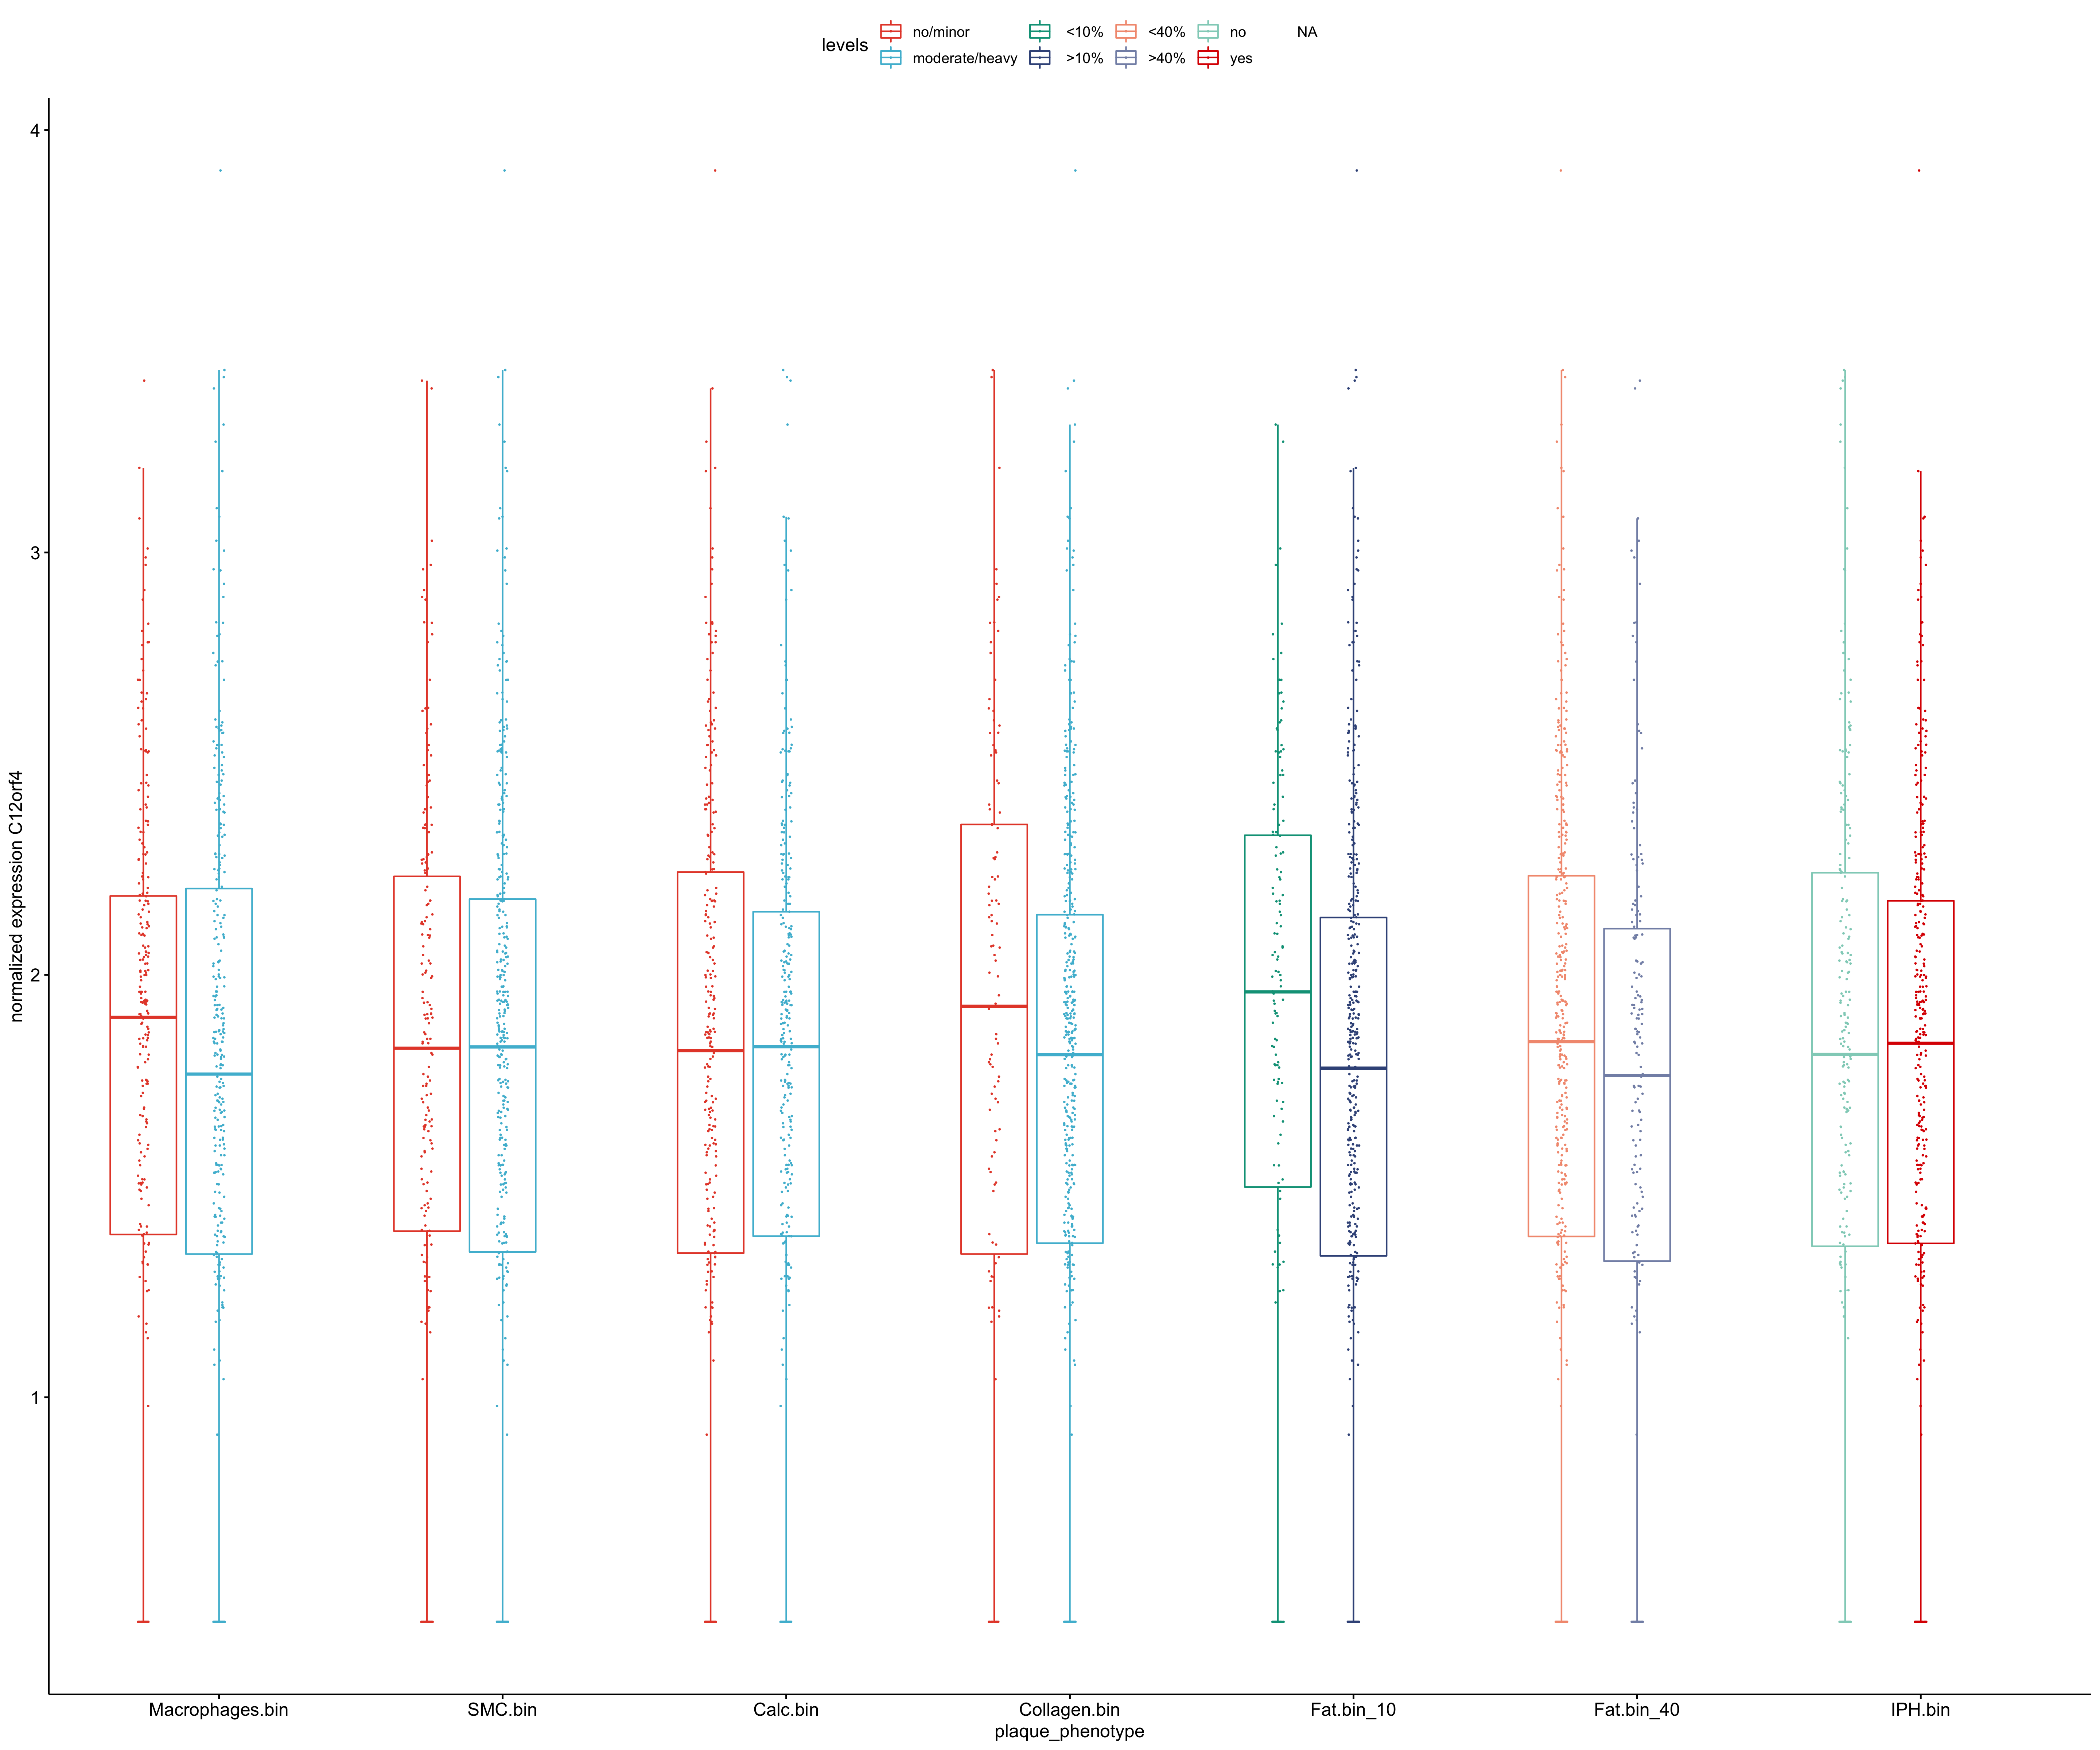 levels
no/minor <10% <40% no NA
moderate/heavy >10% >40% yes
4
3
2
1
normalized expression C12orf4
Macrophages.bin SMC.bin Calc.bin Collagen.bin Fat.bin_10 Fat.bin_40 IPH.bin
plaque_phenotype